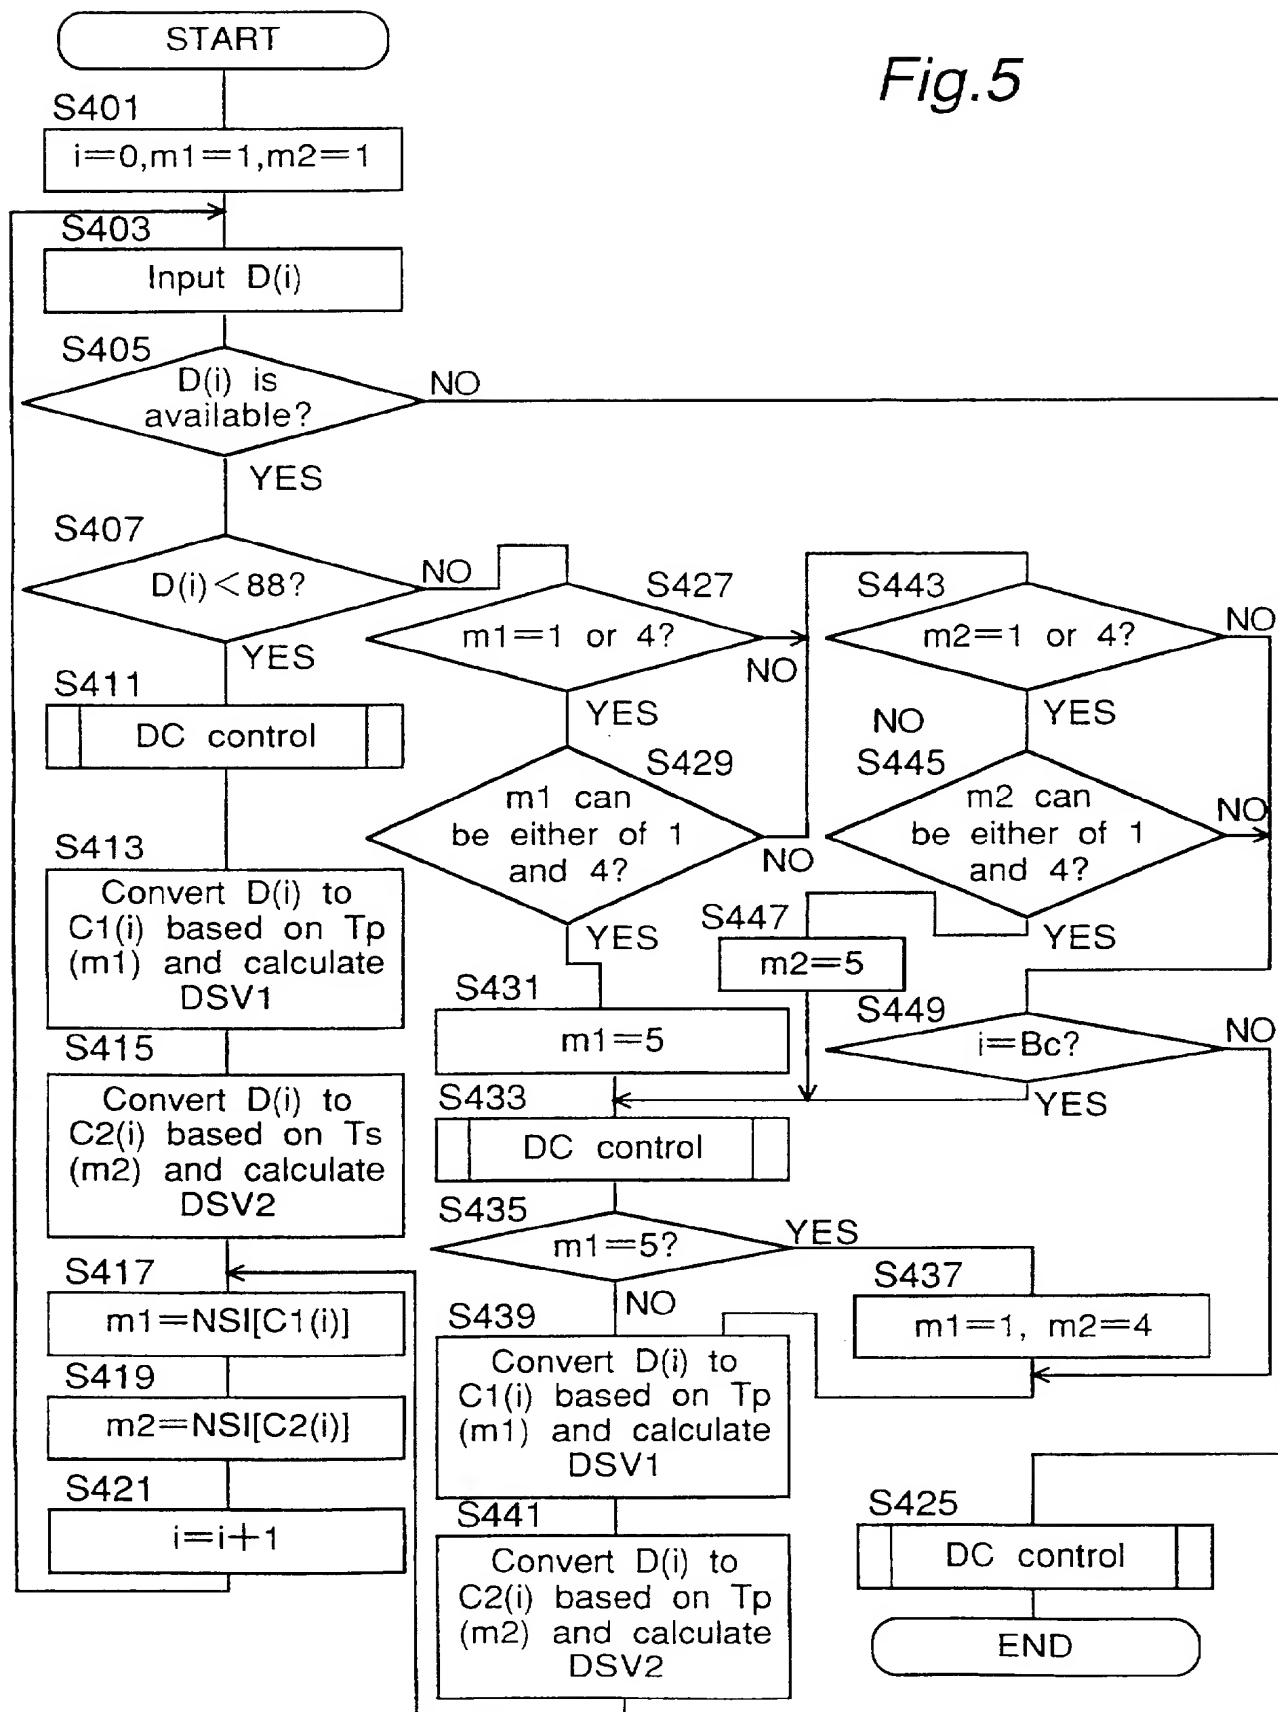 START
Fig.5
S401
i=0,m1=1,m2=1
S403
Input D(i)
S405
D(i) is
available?
NO
YES
S407
D(i)<88?
NO
YES
S427
m1=1 or 4?
NO
YES
S443
m2=1 or 4?
NO
YES
S411
DC control
S429
m1 can
be either of 1
and 4?
NO
YES
NO
S445
m2 can
be either of 1
and 4?
NO
YES
S413
Convert D(i) to
C1(i) based on Tp
(m1) and calculate
DSV1
S447
m2=5
S431
m1=5
S449
i=Bc?
NO
YES
S415
Convert D(i) to
C2(i) based on Ts
(m2) and calculate
DSV2
S433
DC control
S435
m1=5?
YES
NO
S437
m1=1, m2=4
S417
m1=NSI[C1(i)]
S439
Convert D(i) to
C1(i) based on Tp
(m1) and calculate
DSV1
S419
m2=NSI[C2(i)]
S421
i=i+1
S441
Convert D(i) to
C2(i) based on Tp
(m2) and calculate
DSV2
S425
DC control
END